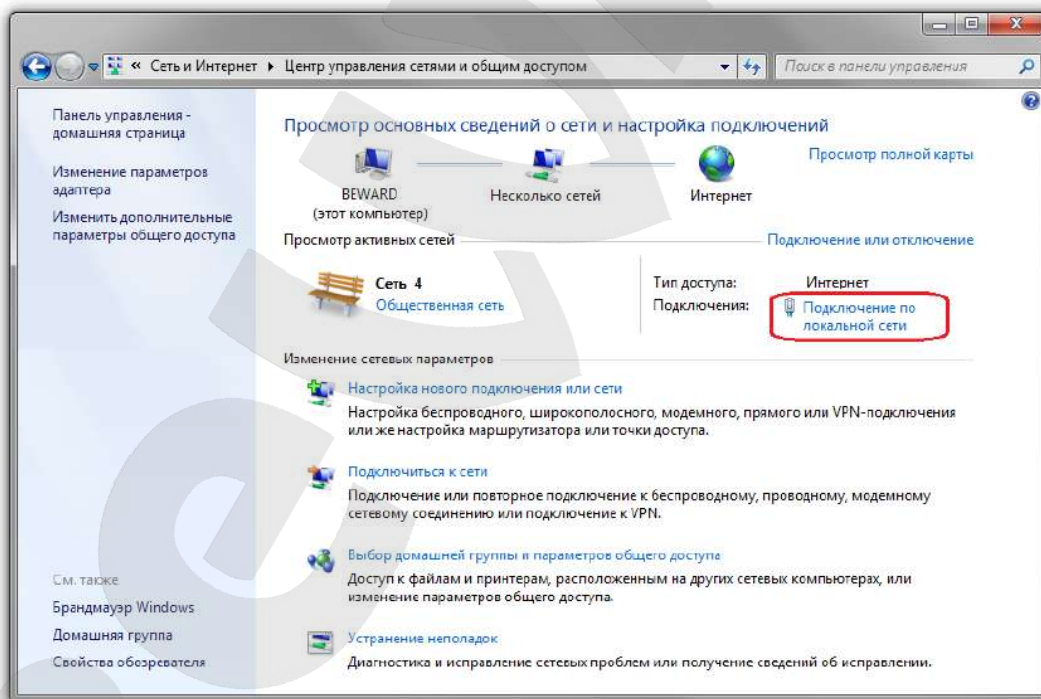 « Сеть и Интернет ▸ Центр управления сетями и общим доступом
Поиск в панели управления
Панель управления -
домашняя страница
Изменение параметров
адаптера
Изменить дополнительные
параметры общего доступа
См. также
Брандмауэр Windows
Домашняя группа
Свойства обозревателя
Просмотр основных сведений о сети и настройка подключений
Просмотр полной карты
BEWARD
(этот компьютер)
Несколько сетей
Интернет
Просмотр активных сетей
Подключение или отключение
Сеть 4
Общественная сеть
Тип доступа: Интернет
Подключения: Подключение по
локальной сети
Изменение сетевых параметров
Настройка нового подключения или сети
Настройка беспроводного, широкополосного, модемного, прямого или VPN-подключения
или же настройка маршрутизатора или точки доступа.
Подключиться к сети
Подключение или повторное подключение к беспроводному, проводному, модемному
сетевому соединению или подключение к VPN.
Выбор домашней группы и параметров общего доступа
Доступ к файлам и принтерам, расположенным на других сетевых компьютерах, или
изменение параметров общего доступа.
Устранение неполадок
Диагностика и исправление сетевых проблем или получение сведений об исправлении.